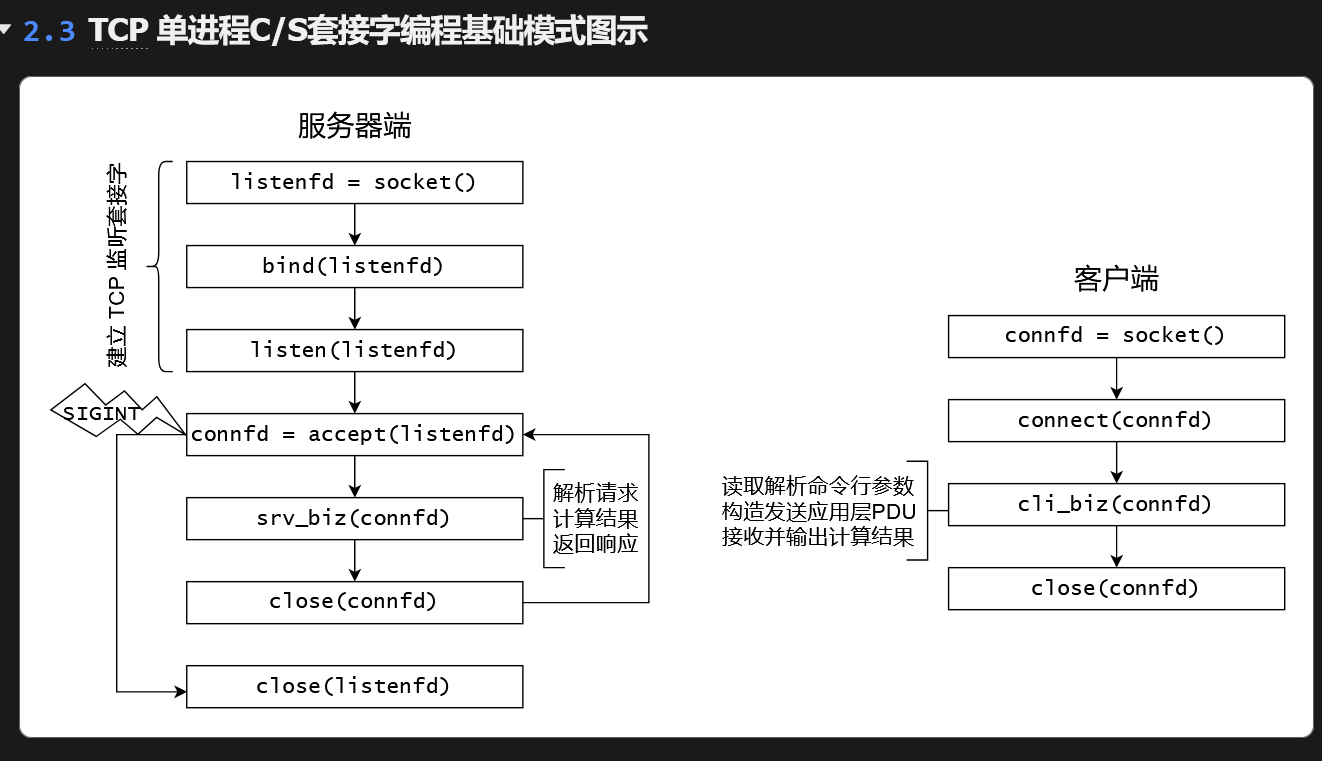 2.3 TCP 单进程C/S套接字编程基础模式图示
服务器端
建立 TCP 监听套接字
listenfd = socket()
bind(listenfd)
listen(listenfd)
SIGINT
connfd = accept(listenfd)
srv_biz(connfd)
解析请求
计算结果
返回响应
close(connfd)
close(listenfd)
客户端
connfd = socket()
connect(connfd)
读取解析命令行参数
构造发送应用层PDU
接收并输出计算结果
cli_biz(connfd)
close(connfd)